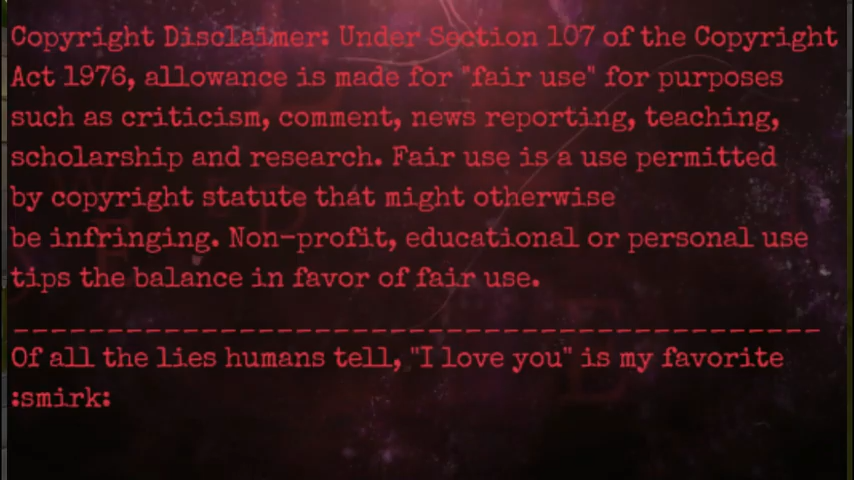 Copyright Disclaimer: Under Section 107 of the Copyright
Act 1976, allowance is made for "fair use" for purposes
such as criticism, comment, news reporting, teaching,
scholarship and research. Fair use is a use permitted
by copyright statute that might otherwise
be infringing. Non-profit, educational or personal use
tips the balance in favor of fair use.
____________________________________________
Of all the lies humans tell, "I love you" is my favorite
:smirk: